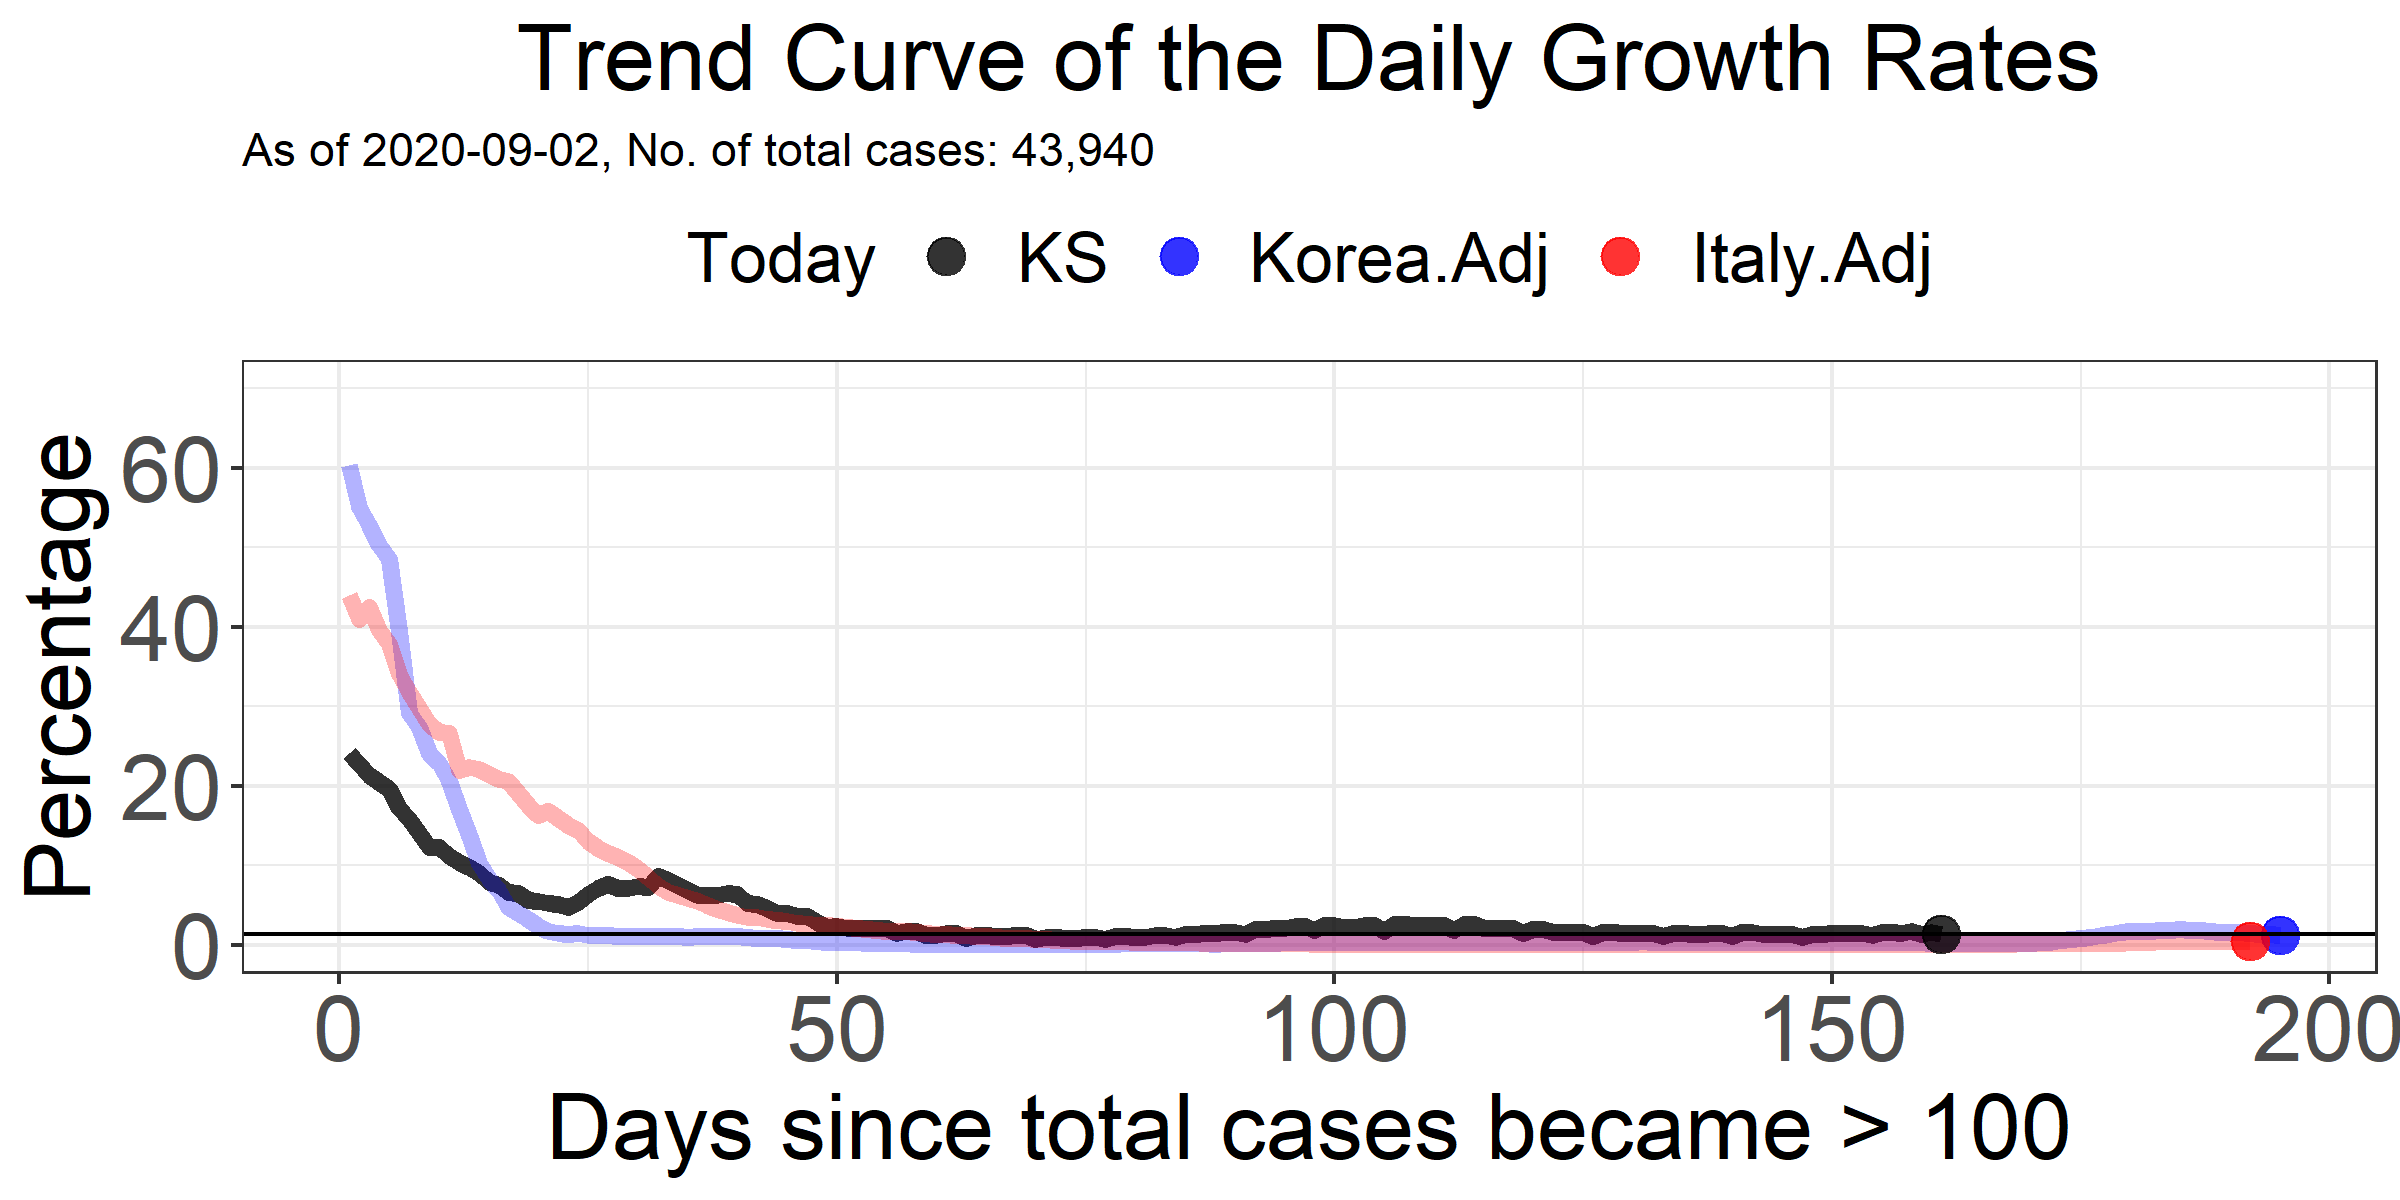 Trend Curve of the Daily Growth Rates
As of 2020-09-02, No. of total cases: 43,940
Today KS Korea.Adj Italy.Adj
Percentage
60
40
20
0
0 50 100 150 200
Days since total cases became > 100